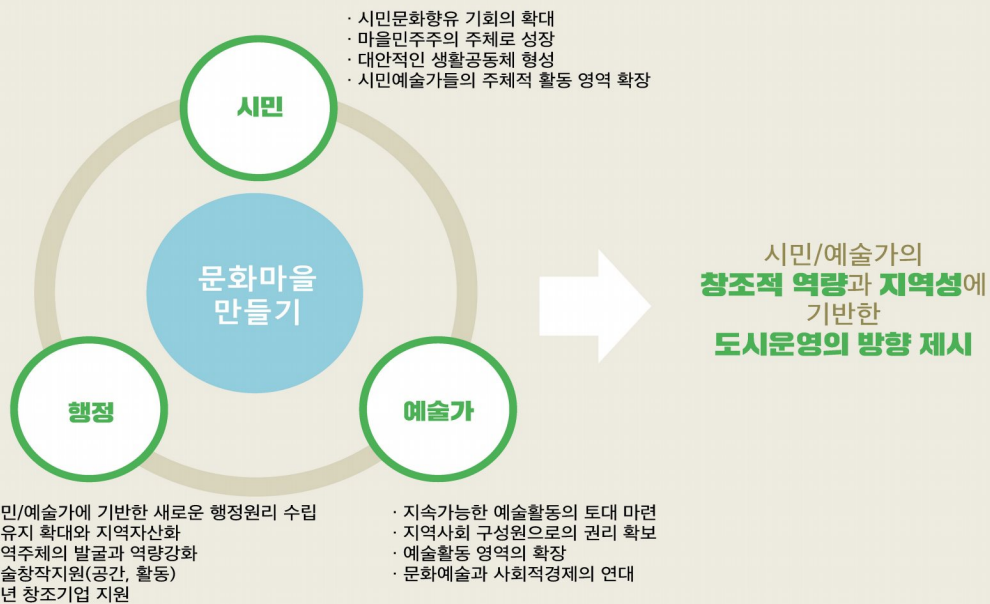 · 시민문화향유 기회의 확대
· 마을민주주의 주체로 성장
· 대안적인 생활공동체 형성
· 시민예술가들의 주체적 활동 영역 확장
시민
문화마을
만들기
시민/예술가의
창조적 역량과 지역성에
기반한
도시운영의 방향 제시
행정
예술가
민/예술가에 기반한 새로운 행정원리 수립
유지 확대와 지역자산화
역주체의 발굴과 역량강화
술창작지원(공간, 활동)
년 창조기업 지원
· 지속가능한 예술활동의 토대 마련
· 지역사회 구성원으로의 권리 확보
· 예술활동 영역의 확장
· 문화예술과 사회적경제의 연대